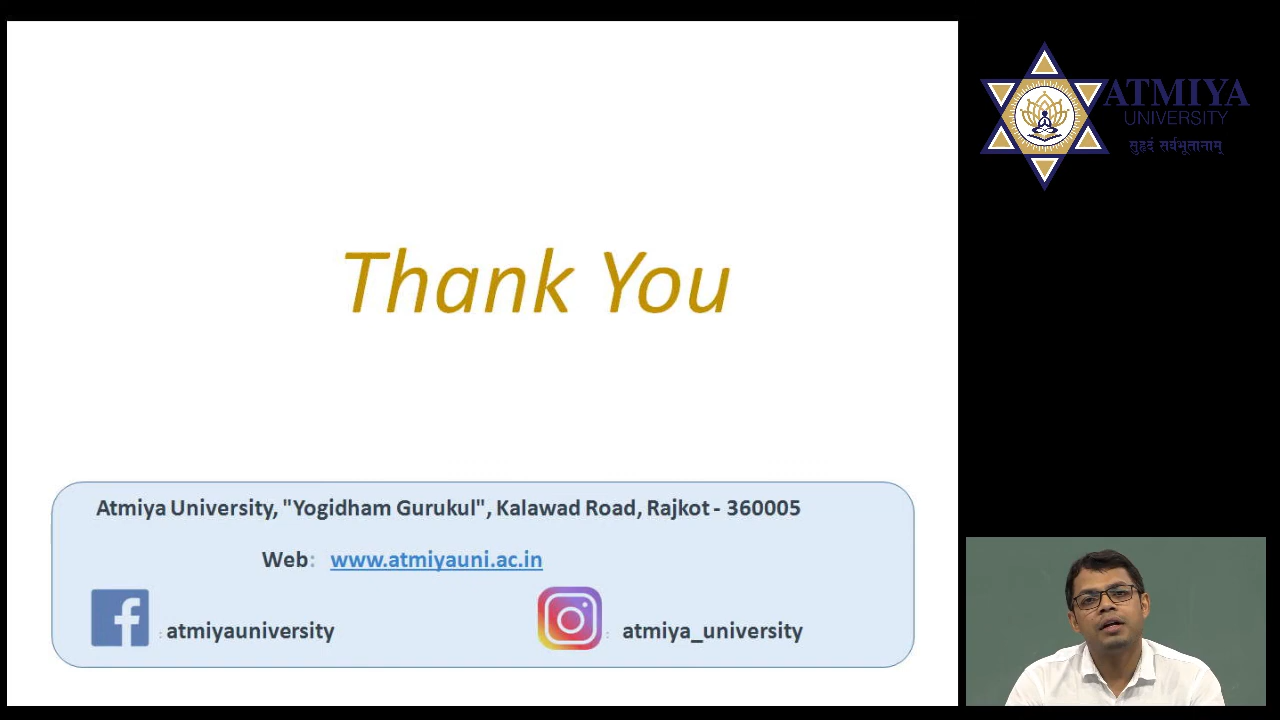 Thank You
Atmiya University, "Yogidham Gurukul", Kalawad Road, Rajkot - 360005
Web: www.atmiyauni.ac.in
: atmiyauniversity
: atmiya_university
ATMIYA
UNIVERSITY
सुहृदं सर्वभूतानाम्